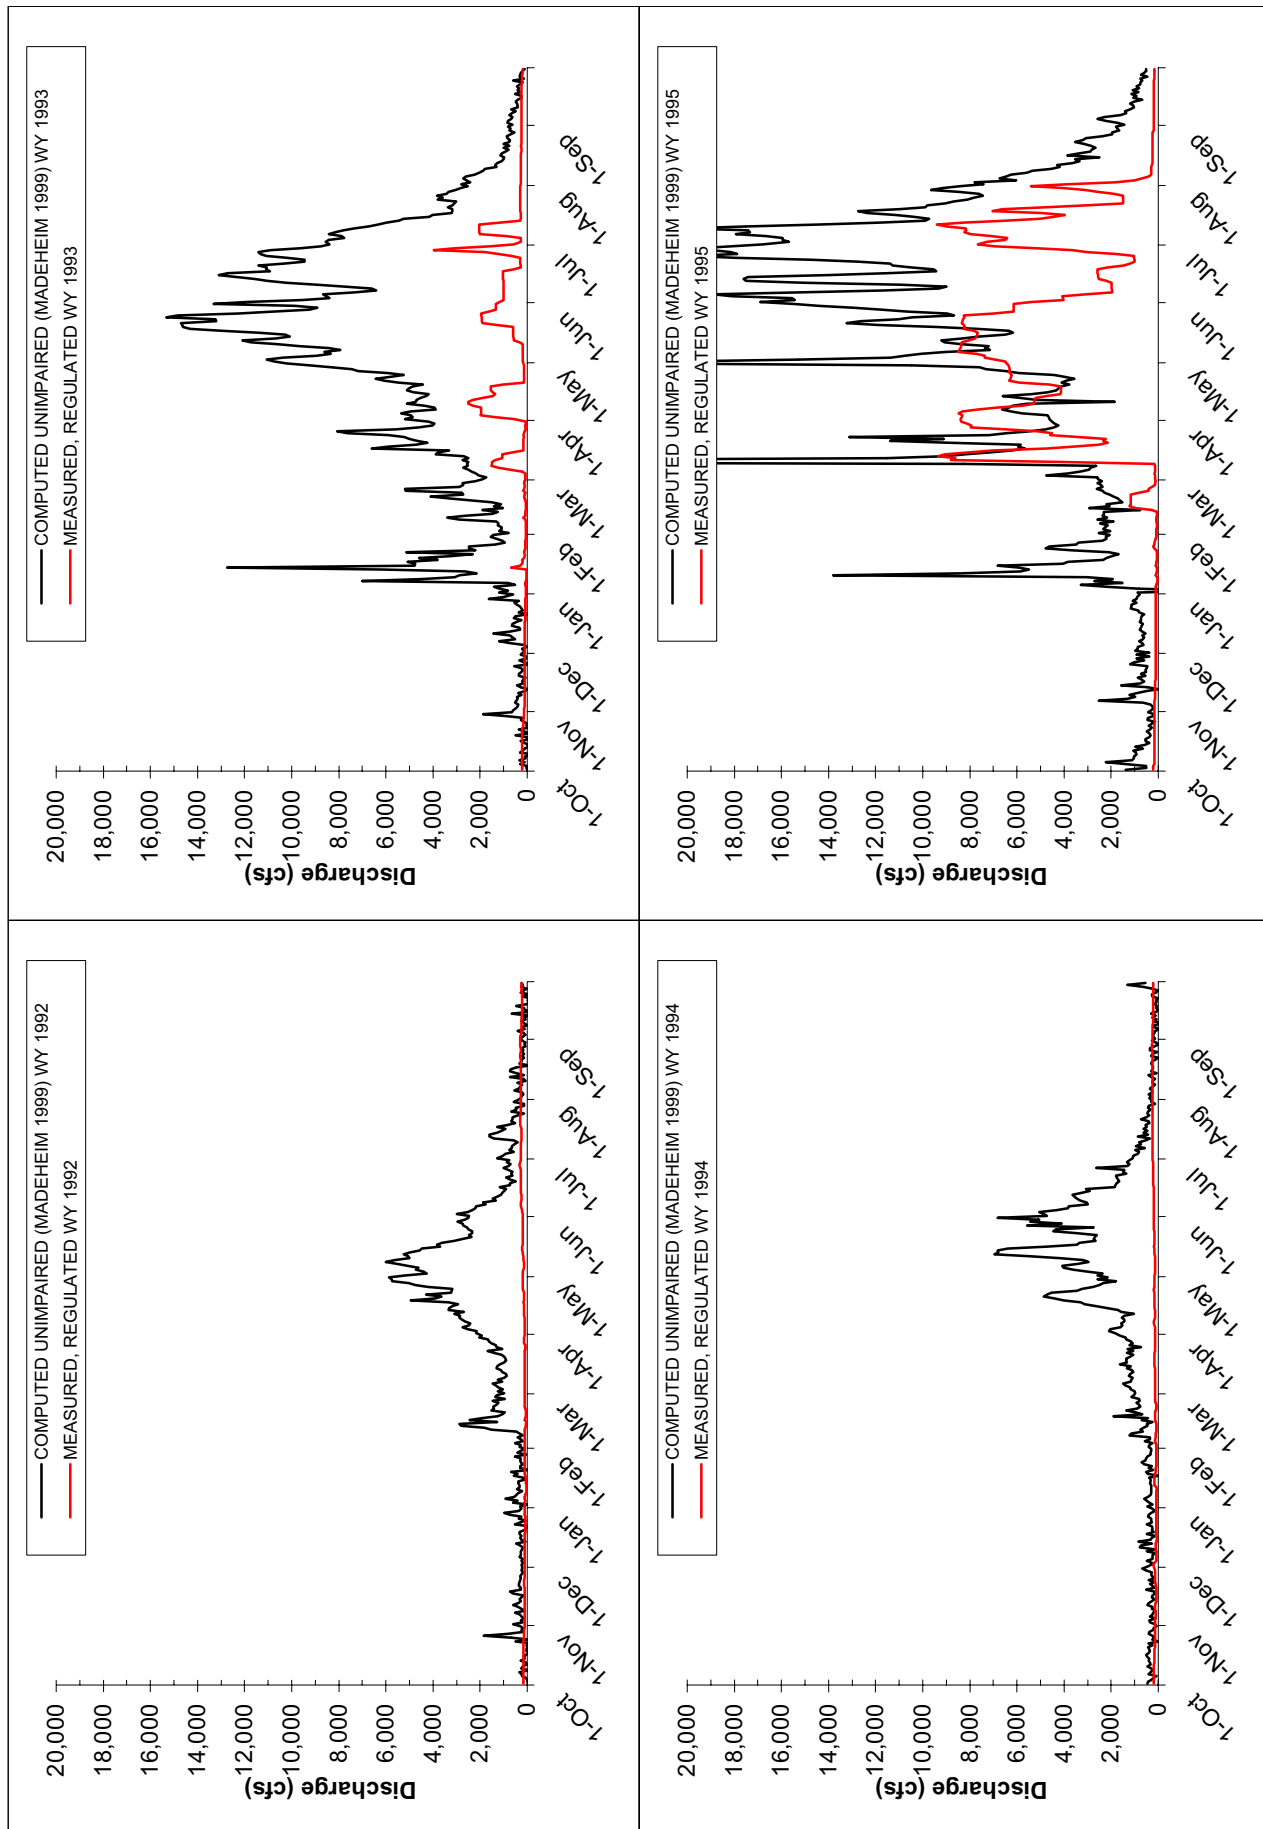 COMPUTED UNIMPAIRED (MADEHEIM 1999) WY 1992
MEASURED, REGULATED WY 1992
Discharge (cfs)
20,000
18,000
16,000
14,000
12,000
10,000
8,000
6,000
4,000
2,000
0
1-Oct
1-Nov
1-Dec
1-Jan
1-Feb
1-Mar
1-Apr
1-May
1-Jun
1-Jul
1-Aug
1-Sep
COMPUTED UNIMPAIRED (MADEHEIM 1999) WY 1993
MEASURED, REGULATED WY 1993
Discharge (cfs)
20,000
18,000
16,000
14,000
12,000
10,000
8,000
6,000
4,000
2,000
0
1-Oct
1-Nov
1-Dec
1-Jan
1-Feb
1-Mar
1-Apr
1-May
1-Jun
1-Jul
1-Aug
1-Sep
COMPUTED UNIMPAIRED (MADEHEIM 1999) WY 1994
MEASURED, REGULATED WY 1994
Discharge (cfs)
20,000
18,000
16,000
14,000
12,000
10,000
8,000
6,000
4,000
2,000
0
1-Oct
1-Nov
1-Dec
1-Jan
1-Feb
1-Mar
1-Apr
1-May
1-Jun
1-Jul
1-Aug
1-Sep
COMPUTED UNIMPAIRED (MADEHEIM 1999) WY 1995
MEASURED, REGULATED WY 1995
Discharge (cfs)
20,000
18,000
16,000
14,000
12,000
10,000
8,000
6,000
4,000
2,000
0
1-Oct
1-Nov
1-Dec
1-Jan
1-Feb
1-Mar
1-Apr
1-May
1-Jun
1-Jul
1-Aug
1-Sep